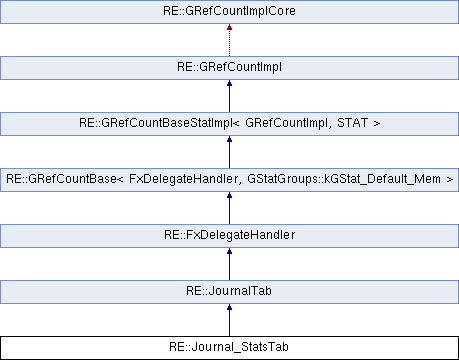 RE::GRefCountImplCore
RE::GRefCountImpl
RE::GRefCountBaseStatImpl< GRefCountImpl, STAT >
RE::GRefCountBase< FxDelegateHandler, GStatGroups::kGStat_Default_Mem >
RE::FxDelegateHandler
RE::JournalTab
RE::Journal_StatsTab